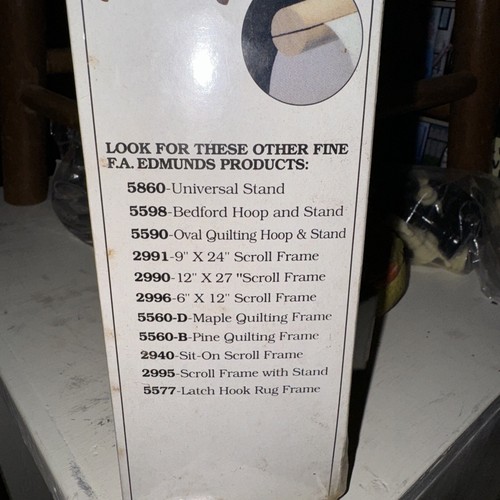 LOOK FOR THESE OTHER FINE
F.A. EDMUNDS PRODUCTS:
5860-Universal Stand
5598-Bedford Hoop and Stand
5590-Oval Quilting Hoop & Stand
2991-9" X 24" Scroll Frame
2990-12" X 27 "Scroll Frame
2996-6" X 12" Scroll Frame
5560-D-Maple Quilting Frame
5560-B-Pine Quilting Frame
2940-Sit-On Scroll Frame
2995-Scroll Frame with Stand
5577-Latch Hook Rug Frame